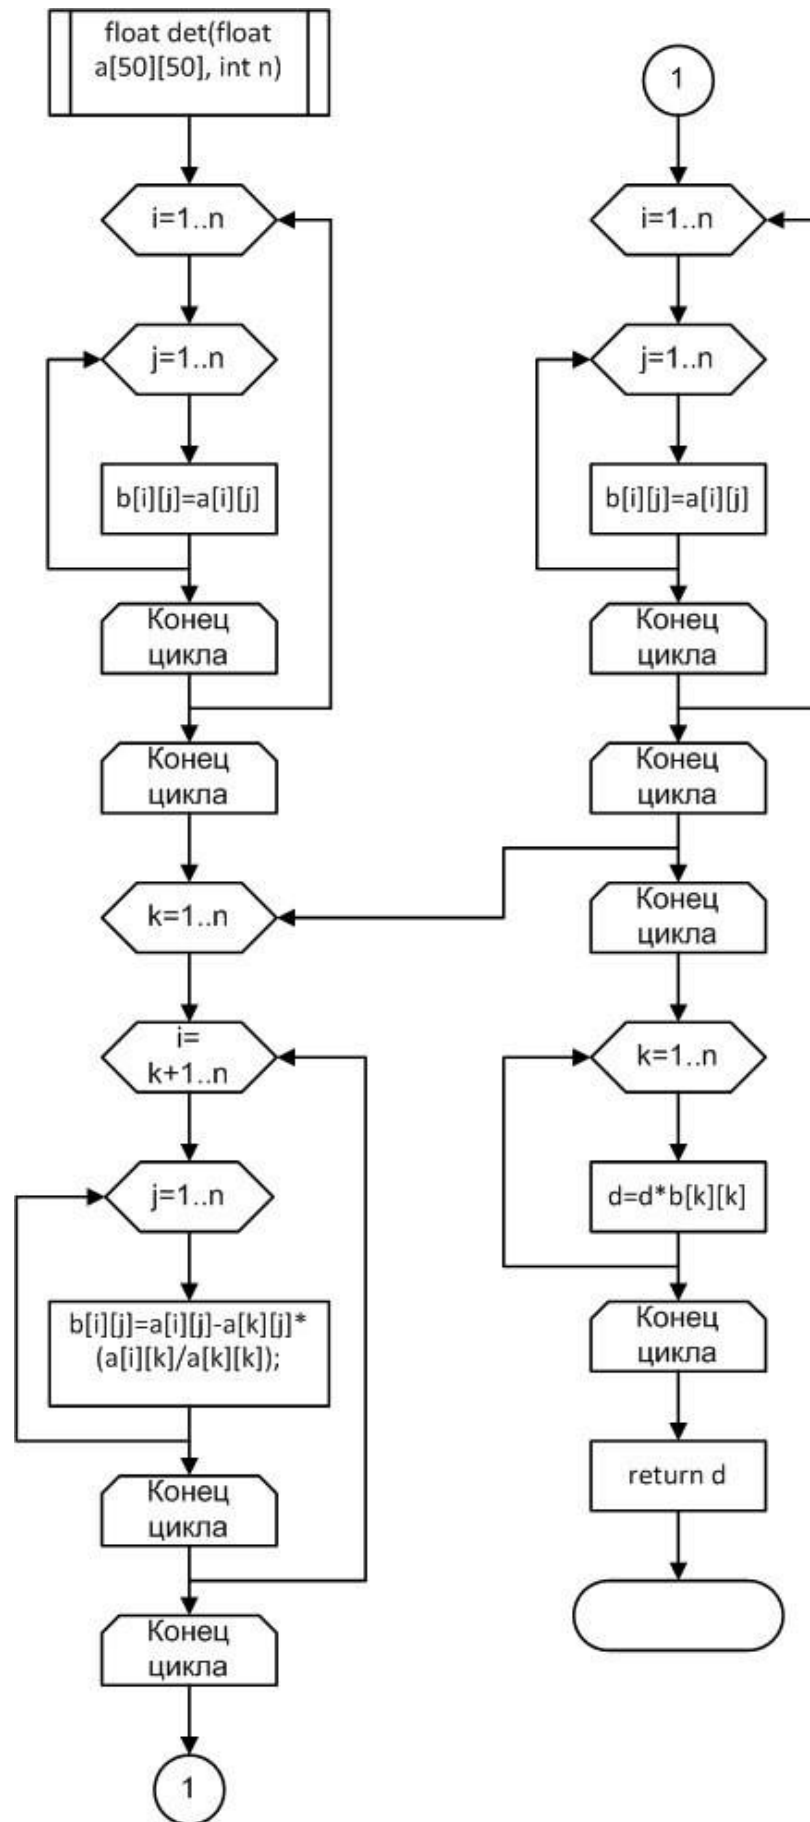 float det(float
a[50][50], int n)
i=1..n
j=1..n
b[i][j]=a[i][j]
Конец
цикла
Конец
цикла
k=1..n
i=
k+1..n
j=1..n
b[i][j]=a[i][j]-a[k][j]*
(a[i][k]/a[k][k]);
Конец
цикла
Конец
цикла
1
1
i=1..n
j=1..n
b[i][j]=a[i][j]
Конец
цикла
Конец
цикла
Конец
цикла
k=1..n
d=d*b[k][k]
Конец
цикла
return d